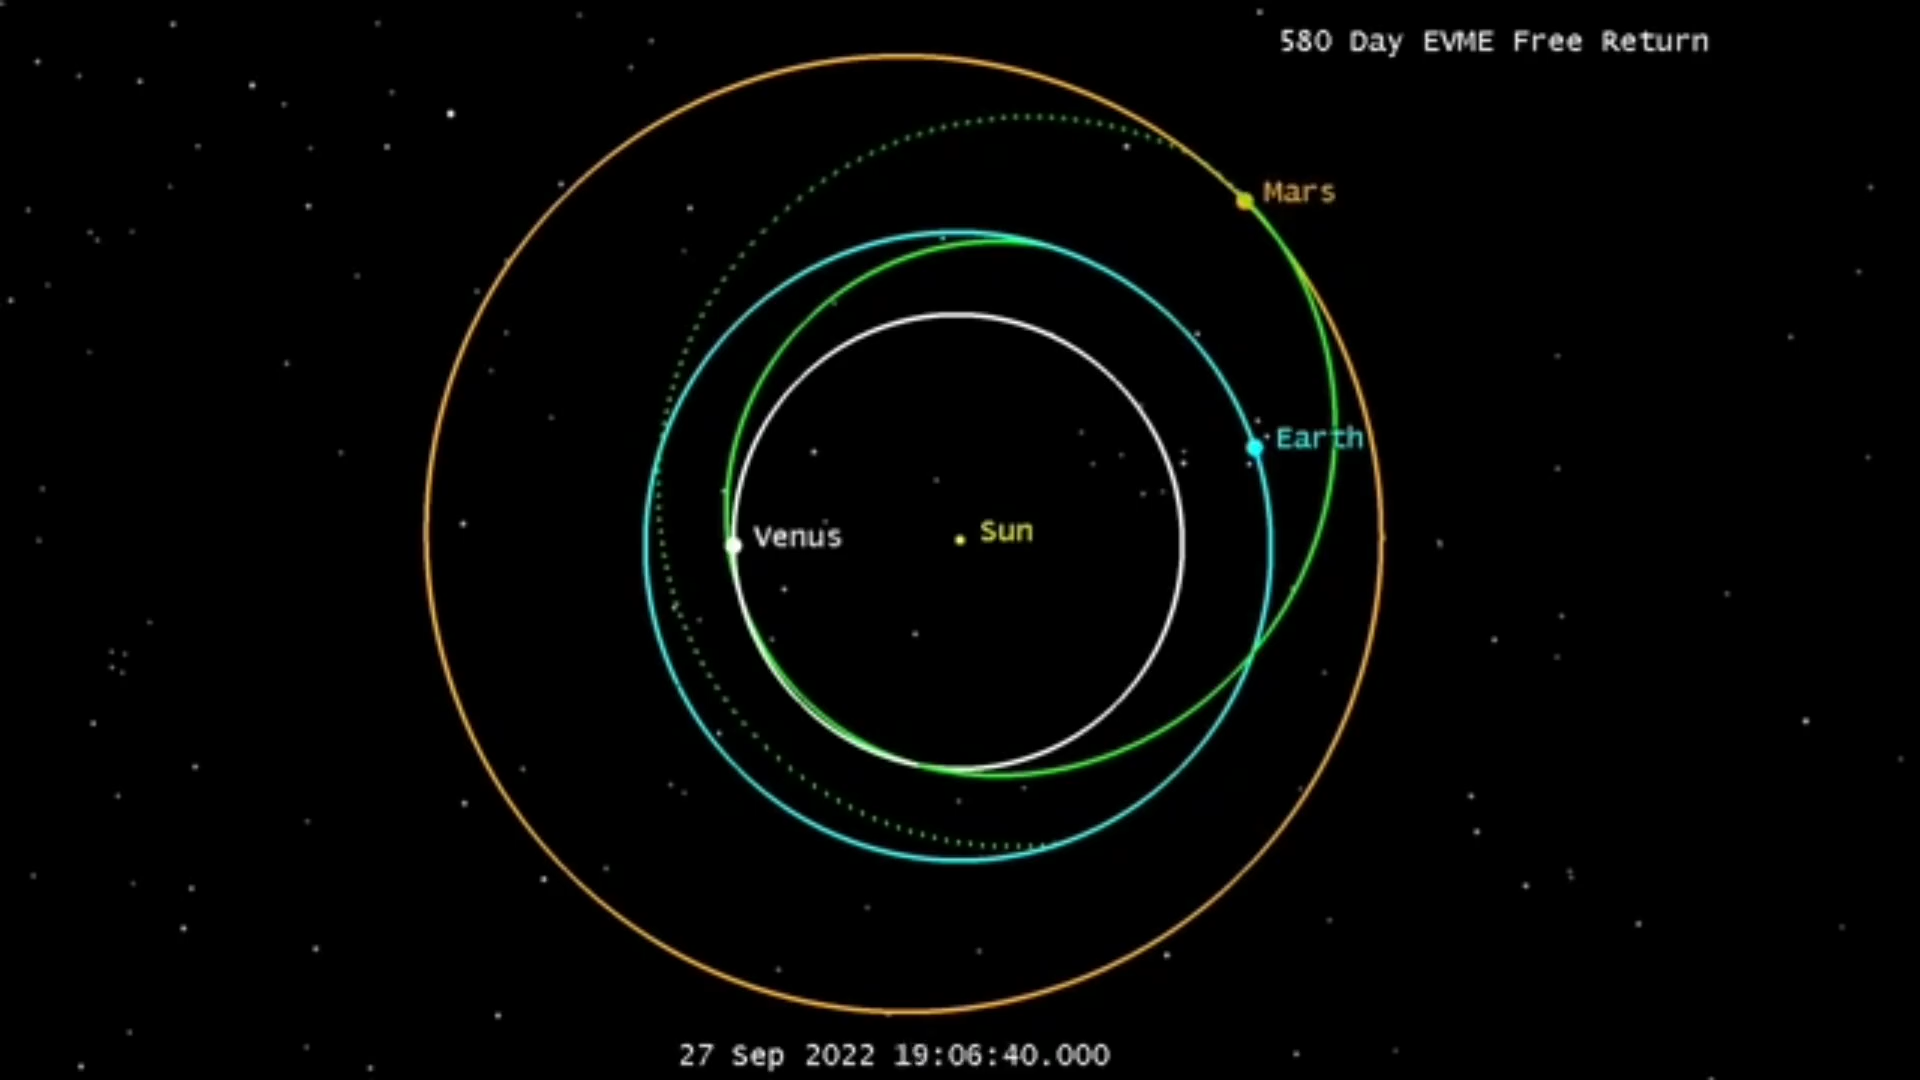 580 Day EVME Free Return
Mars
Earth
Sun
Venus
27 Sep 2022 19:06:40.000